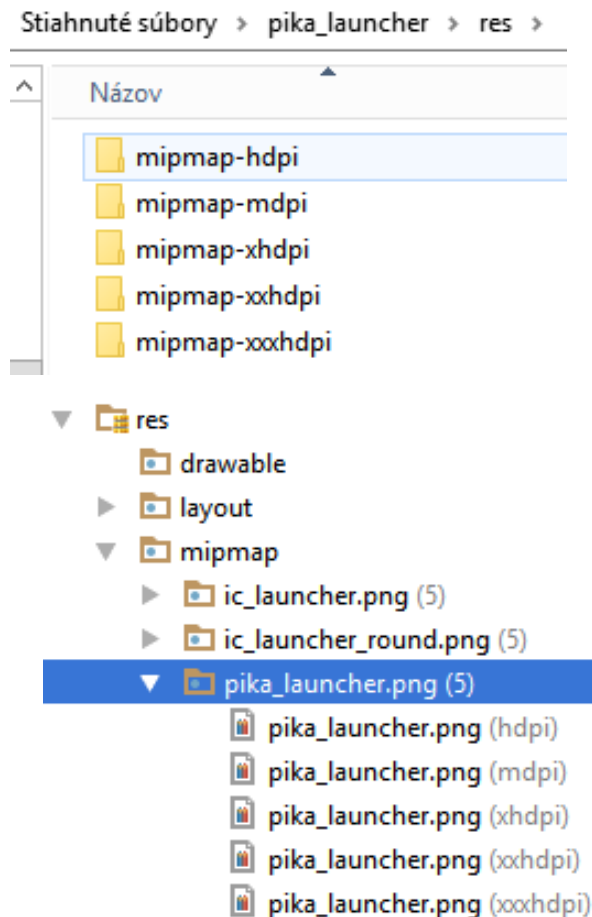 Stiahnuté súbory > pika_launcher > res >
Názov
mipmap-hdpi
mipmap-mdpi
mipmap-xhdpi
mipmap-xxhdpi
mipmap-xxxhdpi
res
drawable
layout
mipmap
ic_launcher.png (5)
ic_launcher_round.png (5)
pika_launcher.png (5)
pika_launcher.png (hdpi)
pika_launcher.png (mdpi)
pika_launcher.png (xhdpi)
pika_launcher.png (xxhdpi)
pika_launcher.png (xxxhdpi)